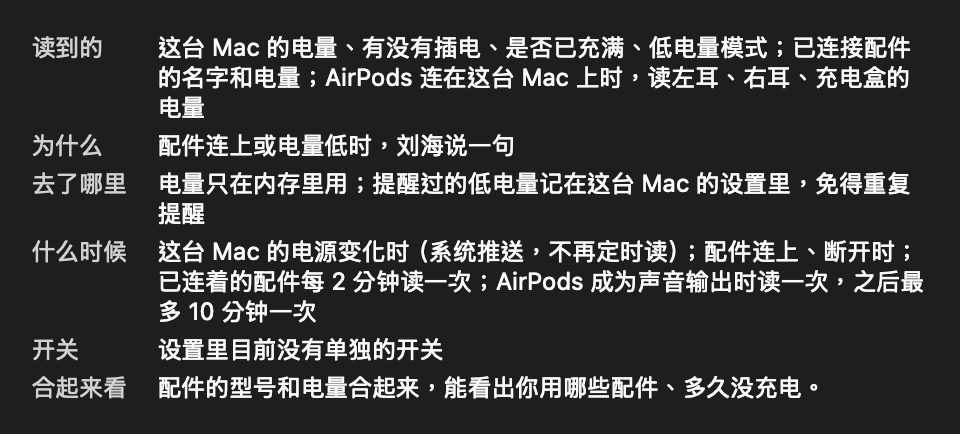 读到的 这台 Mac 的电量、有没有插电、是否已充满、低电量模式；已连接配件
的名字和电量；AirPods 连在这台 Mac 上时，读左耳、右耳、充电盒的
电量
为什么 配件连上或电量低时，刘海说一句
去了哪里 电量只在内存里用；提醒过的低电量记在这台 Mac 的设置里，免得重复
提醒
什么时候 这台 Mac 的电源变化时（系统推送，不再定时读）；配件连上、断开时；
已连着的配件每 2 分钟读一次；AirPods 成为声音输出时读一次，之后最
多 10 分钟一次
开关 设置里目前没有单独的开关
合起来看 配件的型号和电量合起来，能看出你用哪些配件、多久没充电。